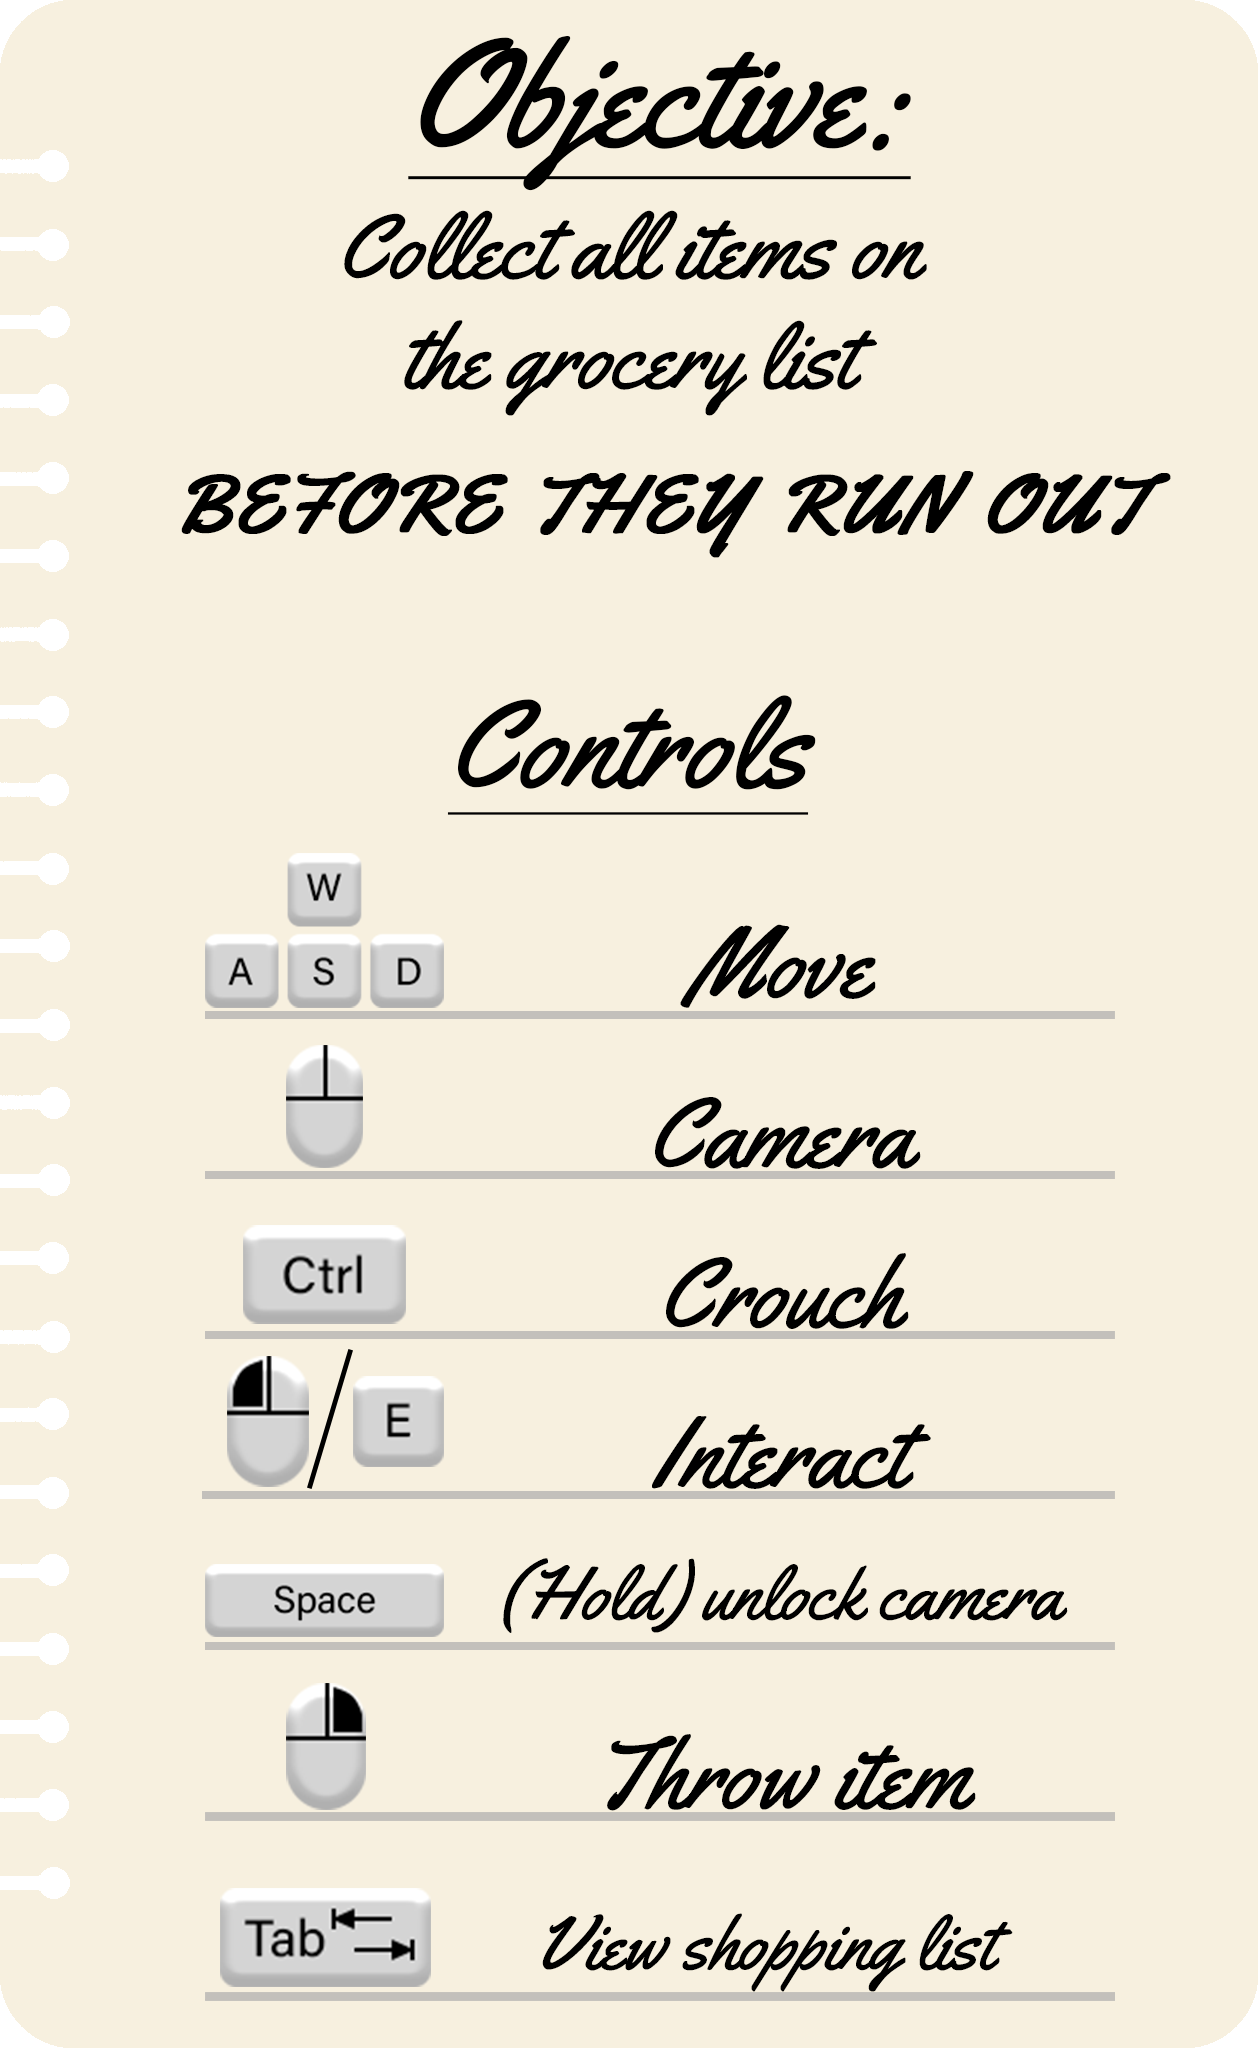 Objective:
Collect all items on
the grocery list
BEFORE THEY RUN OUT
Controls
W
A S D Move
Camera
Ctrl Crouch
/ E Interact
Space (Hold) unlock camera
Throw item
Tab View shopping list